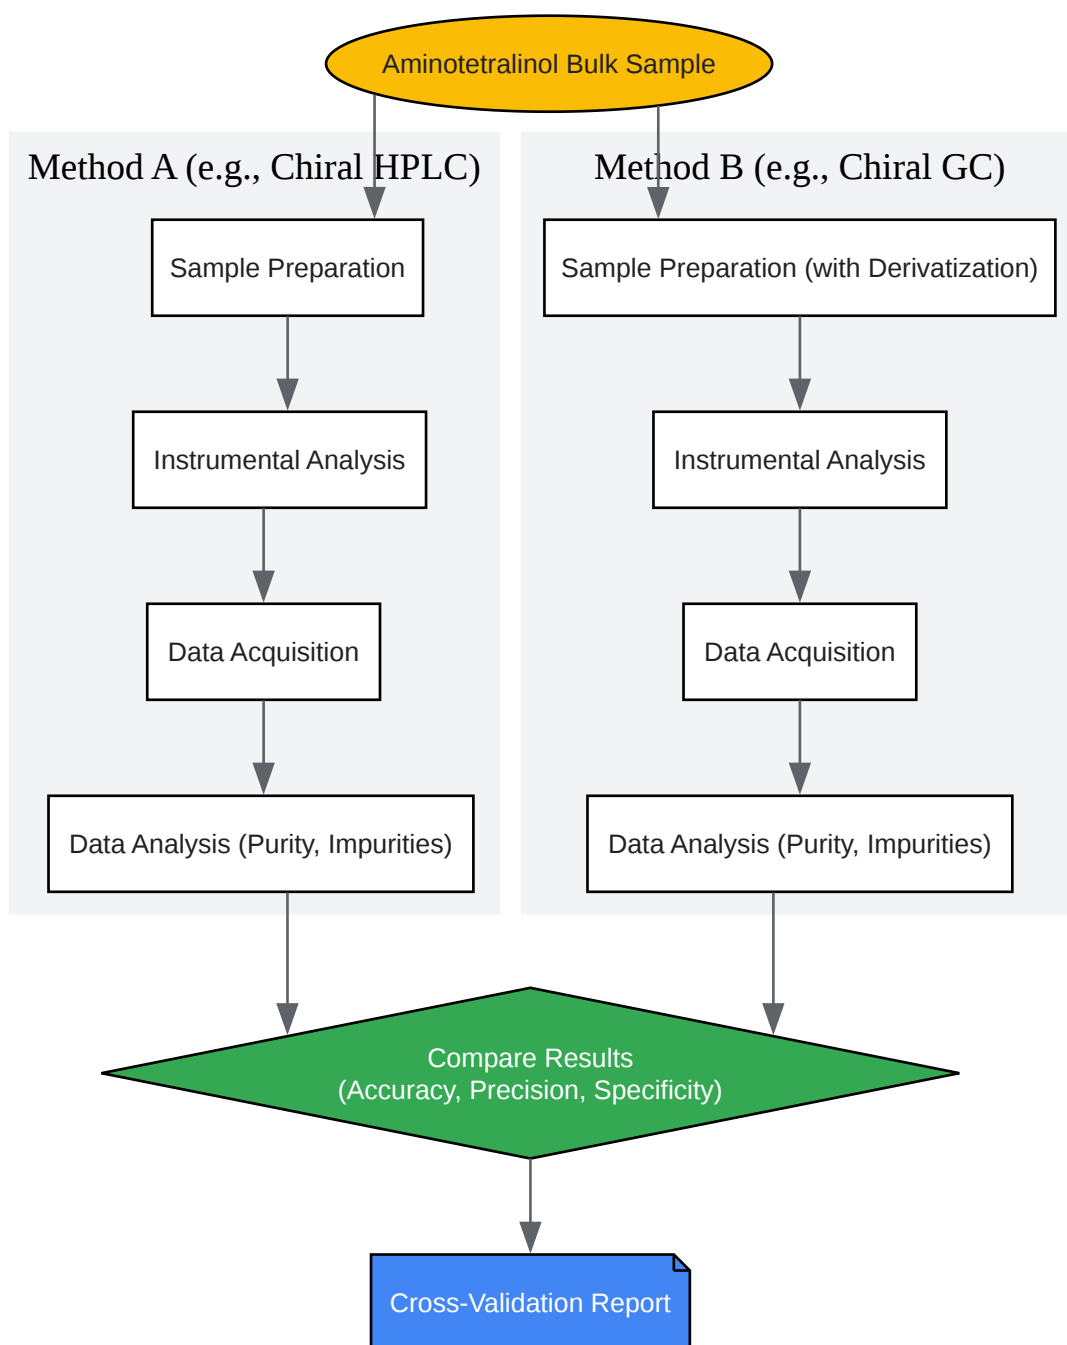 Aminotetralinol Bulk Sample
Method A (e.g., Chiral HPLC)
Sample Preparation
Instrumental Analysis
Data Acquisition
Data Analysis (Purity, Impurities)
Method B (e.g., Chiral GC)
Sample Preparation (with Derivatization)
Instrumental Analysis
Data Acquisition
Data Analysis (Purity, Impurities)
Compare Results
(Accuracy, Precision, Specificity)
Cross-Validation Report